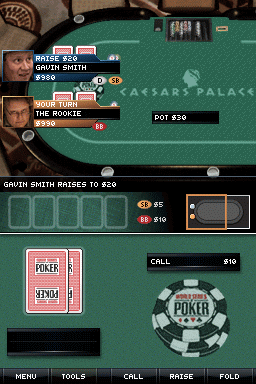 RAISE $20
GAVIN SMITH
$980
D
SB
CAESARS PALACE
YOUR TURN
THE ROOKIE
$990
BB
POT $30
GAVIN SMITH RAISES TO $20
SB $5
BB $10
POKER
POKER
CALL $10
WORLD SERIES
POKER
MENU TOOLS CALL RAISE FOLD